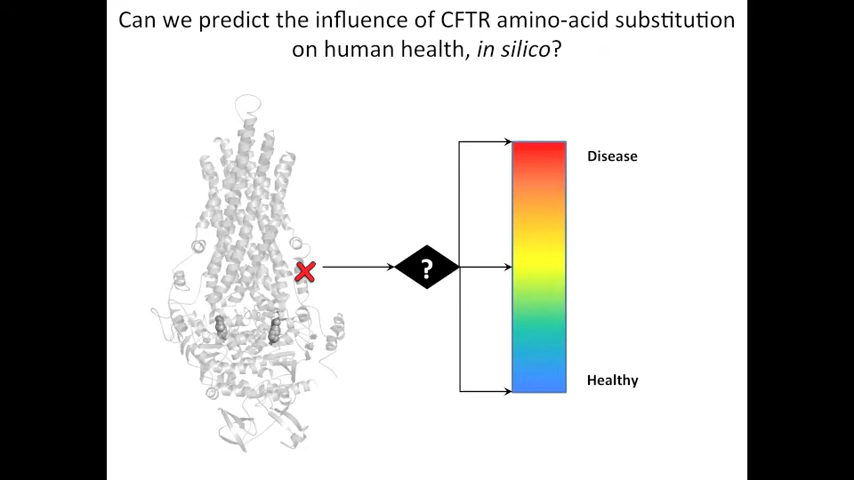 Can we predict the influence of CFTR amino-acid substitution
on human health, in silico?
Disease
?
Healthy